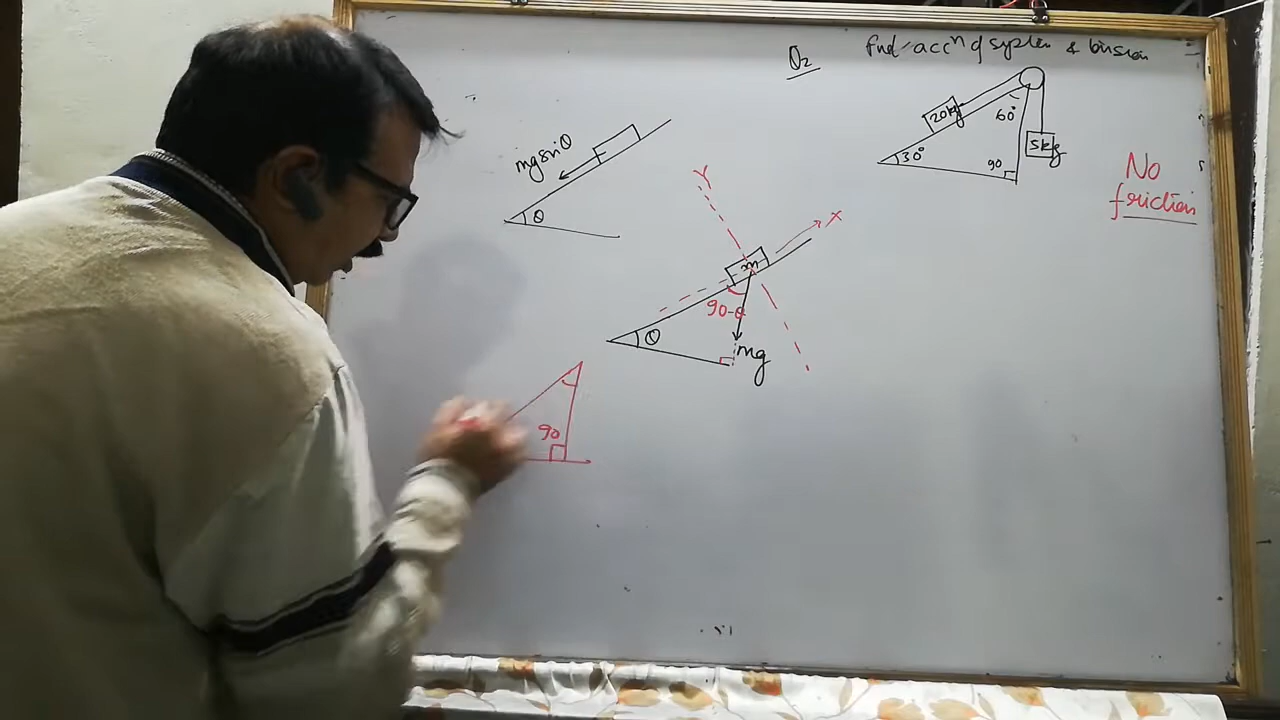 Q2
Find accⁿ of system & tension
20kg
60°
30°
90
5kg
No
friction
mg sinθ
θ
Y
X
m
90-θ
θ
mg
90